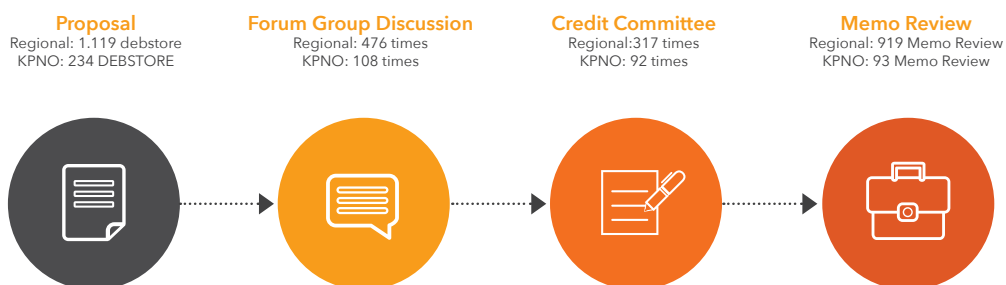 Proposal
Regional: 1.119 debstore
KPNO: 234 DEBSTORE
Forum Group Discussion
Regional: 476 times
KPNO: 108 times
Credit Committee
Regional:317 times
KPNO: 92 times
Memo Review
Regional: 919 Memo Review
KPNO: 93 Memo Review